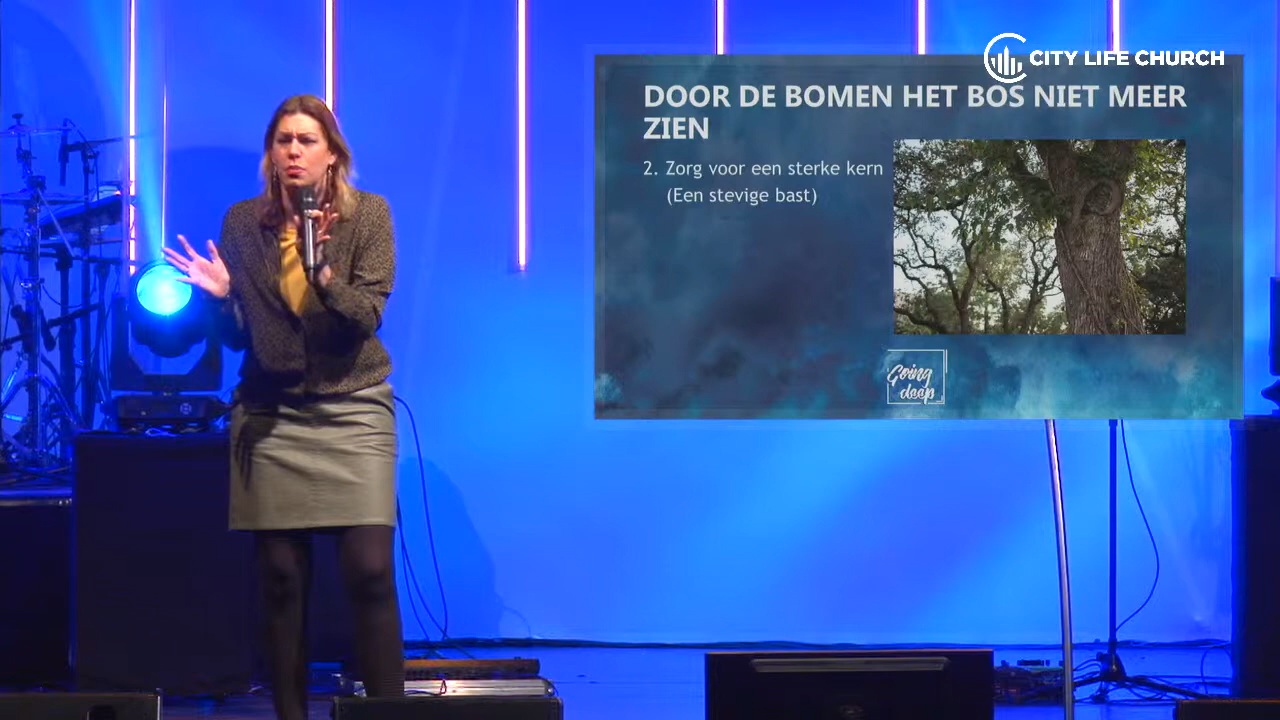 CITY LIFE CHURCH
DOOR DE BOMEN HET BOS NIET MEER
ZIEN
2. Zorg voor een sterke kern
(Een stevige bast)
Going
deep